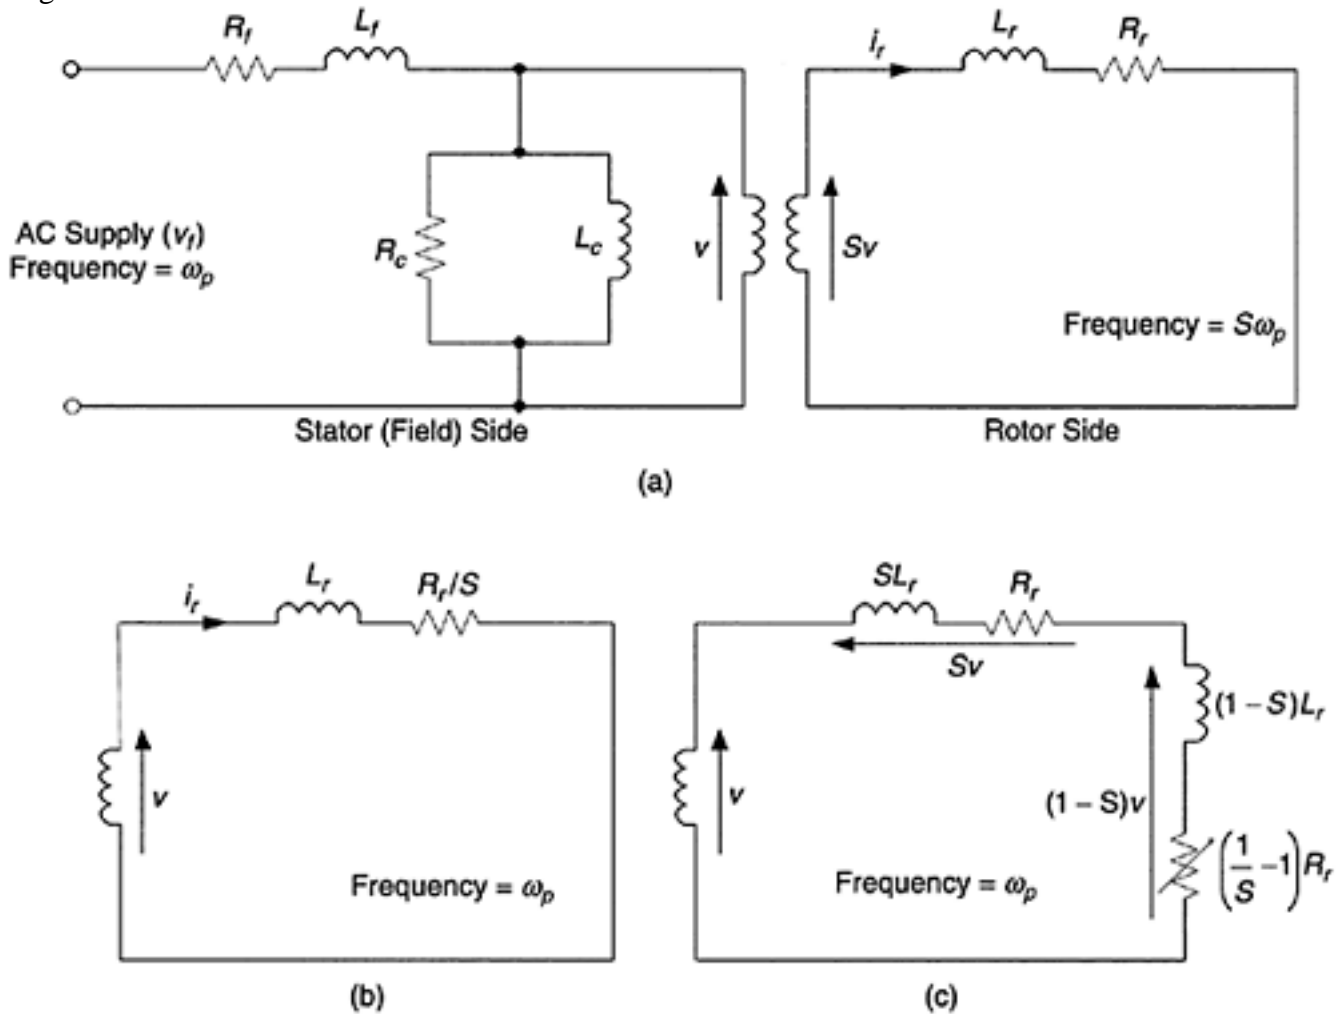 R_f
L_f
i_r
L_r
R_r
AC Supply (v_f)
Frequency = ω_p
R_c
L_c
v
Sv
Frequency = Sω_p
Stator (Field) Side
Rotor Side
(a)
i_r
L_r
R_r/S
v
Frequency = ω_p
(b)
SL_r
R_r
Sv
(1 – S)L_r
v
(1 – S)v
(1/S – 1)R_r
Frequency = ω_p
(c)